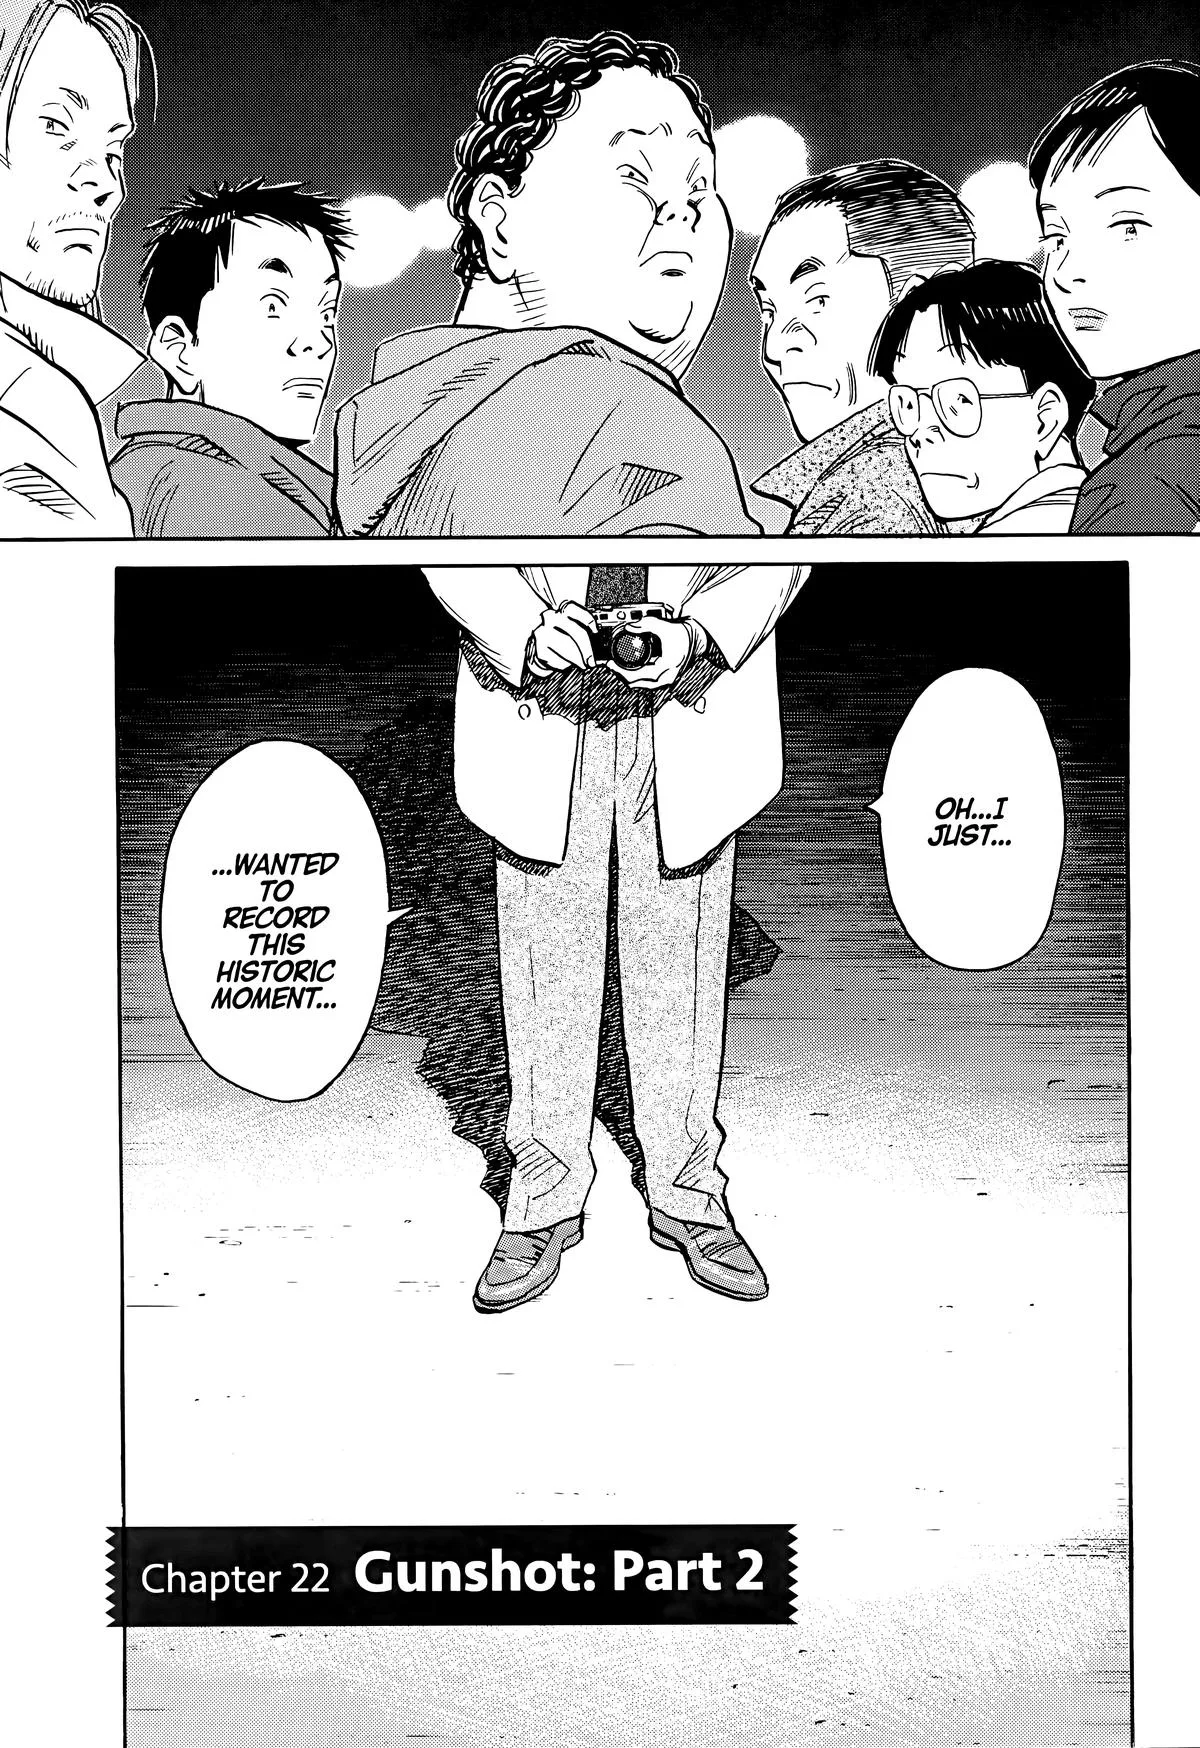 OH...I
JUST...
...WANTED
TO
RECORD
THIS
HISTORIC
MOMENT...
Chapter 22 Gunshot: Part 2